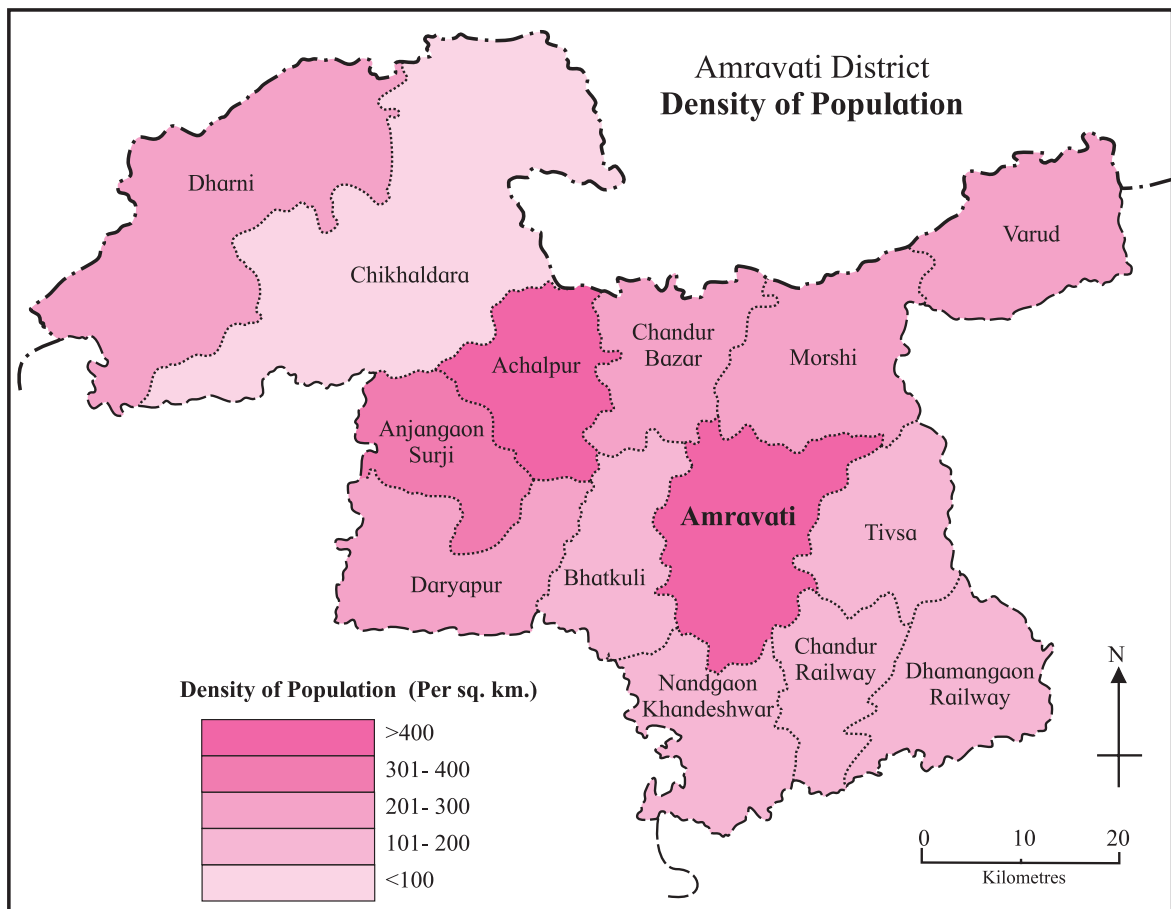 Amravati District
Density of Population
Dharni
Varud
Chikhaldara
Chandur
Bazar
Morshi
Achalpur
Anjangaon
Surji
Amravati
Tivsa
Bhatkuli
Daryapur
Chandur
Railway
Nandgaon
Khandeshwar
Dhamangaon
Railway
N
Density of Population (Per sq. km.)
>400
301- 400
201- 300
101- 200
<100
0 10 20
Kilometres